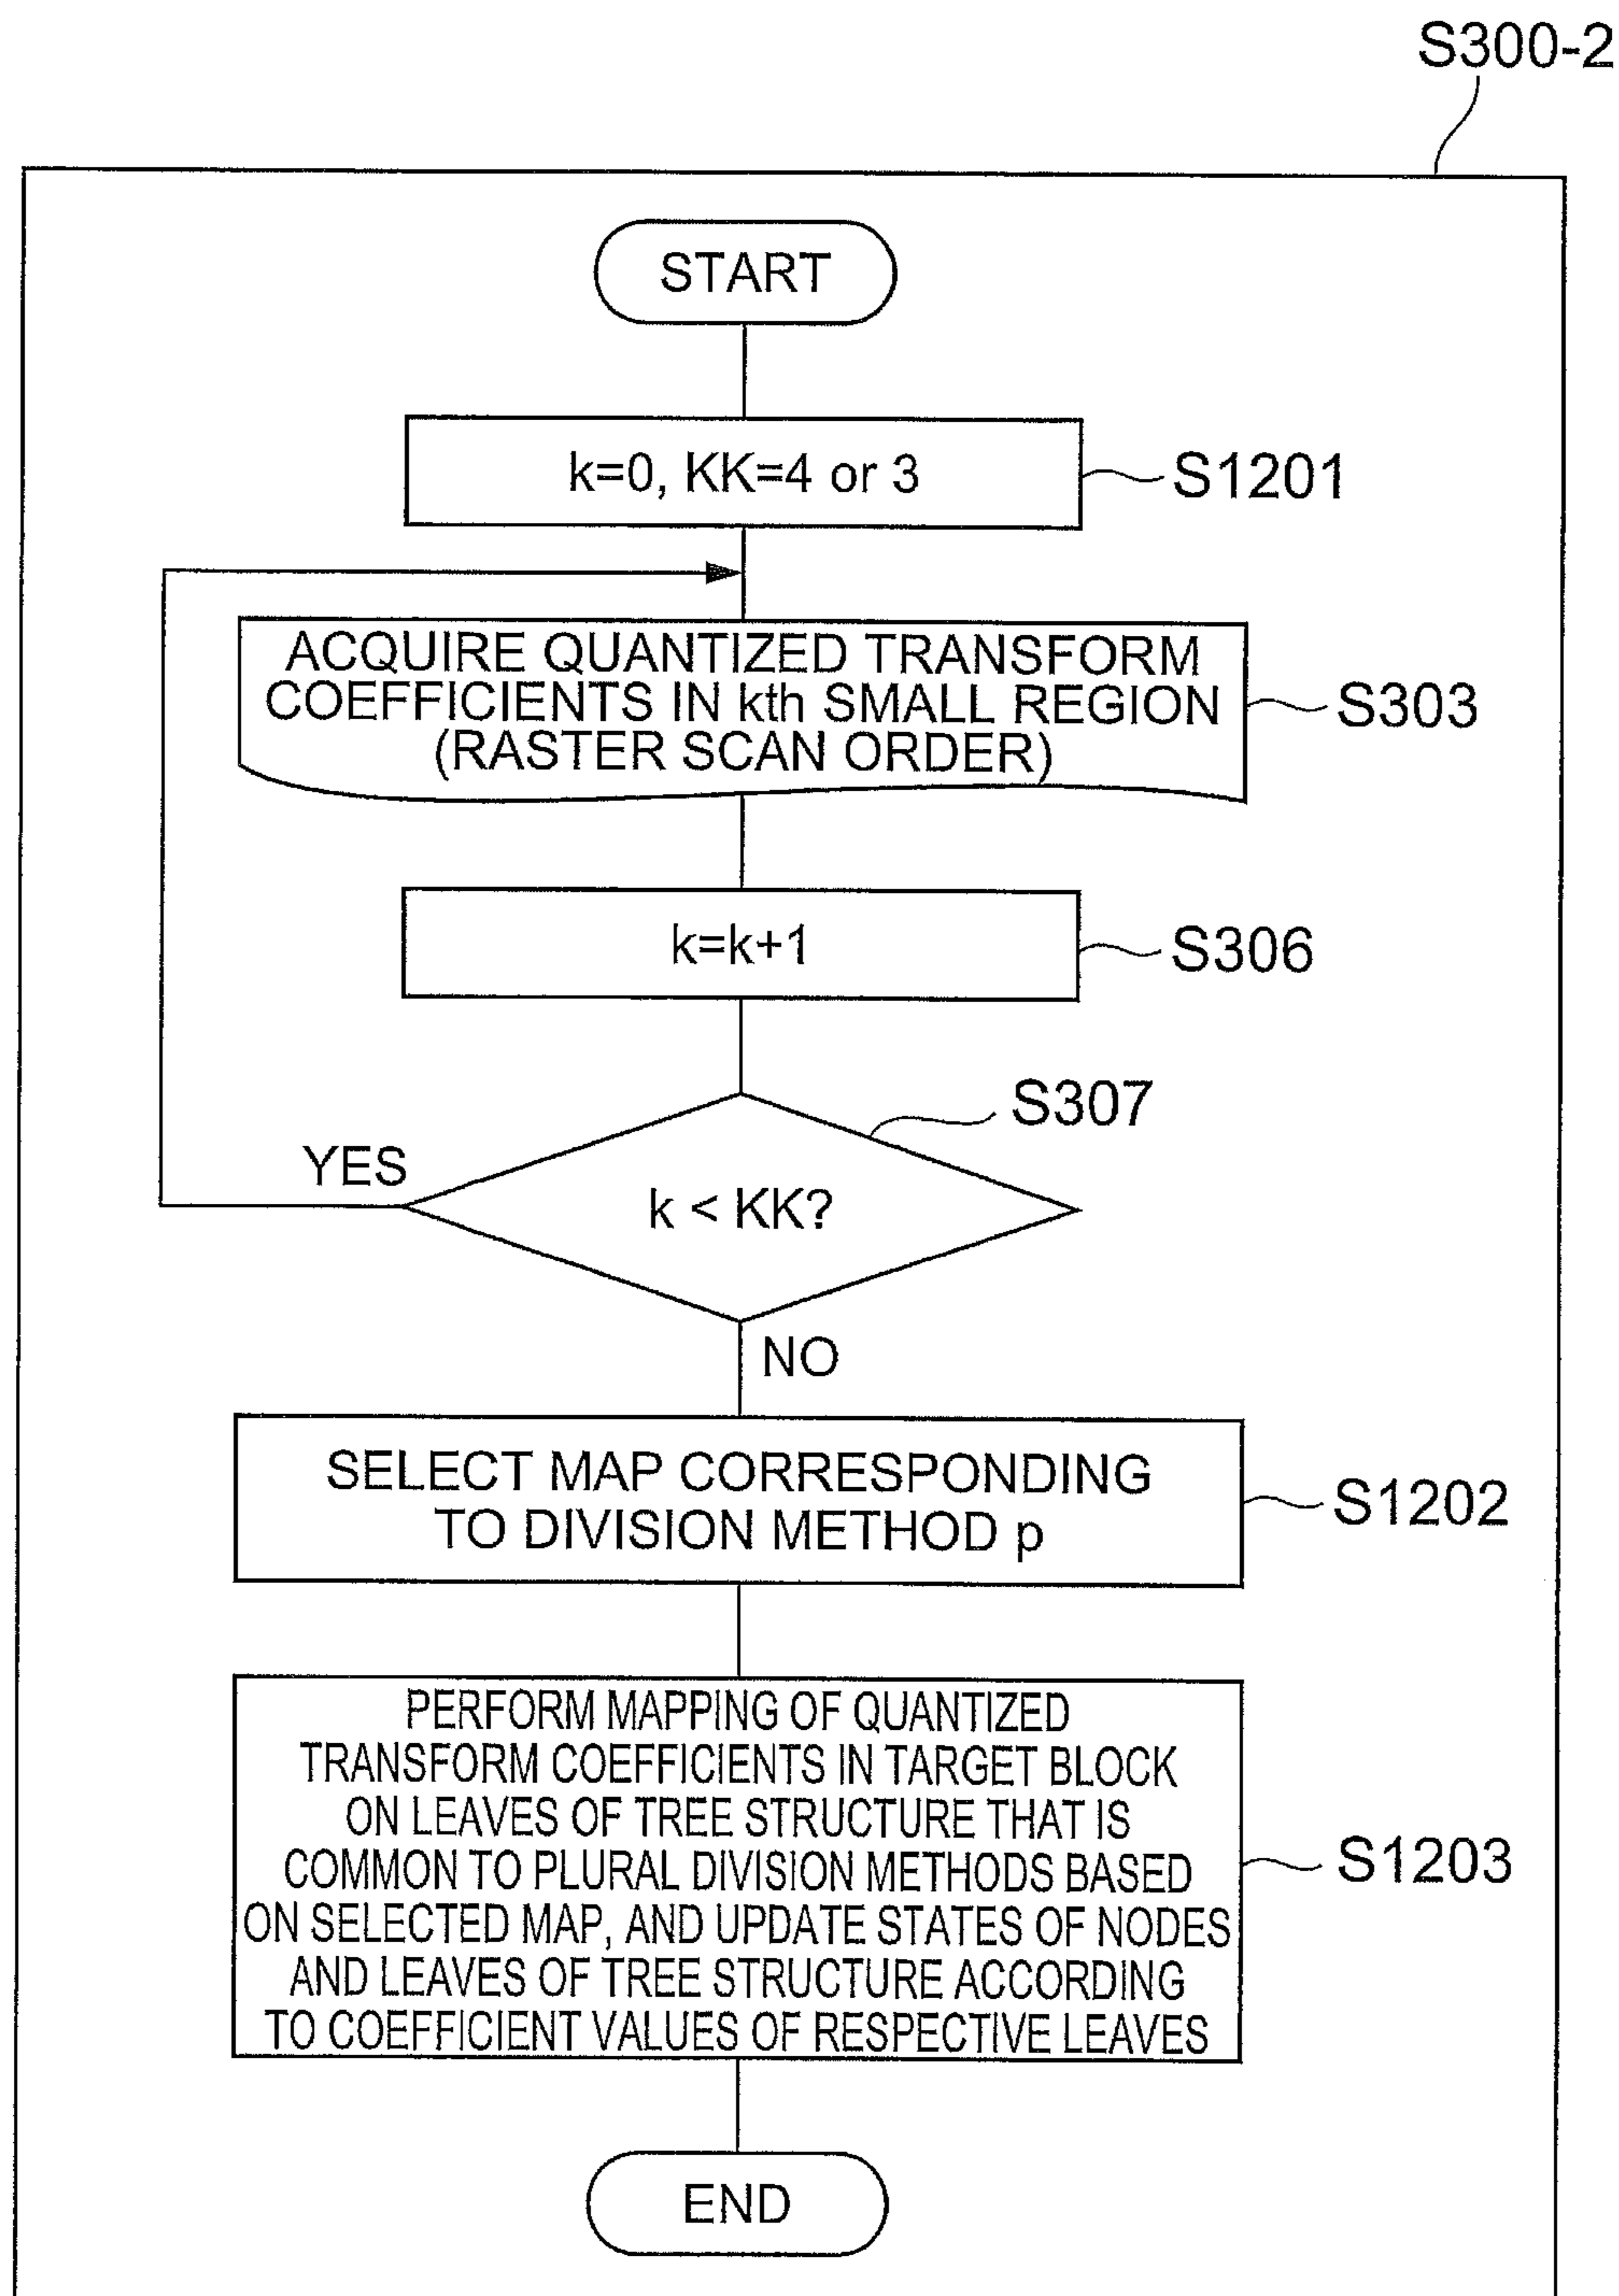 S300-2
START
k=0, KK=4 or 3
S1201
ACQUIRE QUANTIZED TRANSFORM
COEFFICIENTS IN kth SMALL REGION
(RASTER SCAN ORDER)
S303
k=k+1
S306
S307
YES
k < KK?
NO
SELECT MAP CORRESPONDING
TO DIVISION METHOD p
S1202
PERFORM MAPPING OF QUANTIZED
TRANSFORM COEFFICIENTS IN TARGET BLOCK
ON LEAVES OF TREE STRUCTURE THAT IS
COMMON TO PLURAL DIVISION METHODS BASED
ON SELECTED MAP, AND UPDATE STATES OF NODES
AND LEAVES OF TREE STRUCTURE ACCORDING
TO COEFFICIENT VALUES OF RESPECTIVE LEAVES
S1203
END